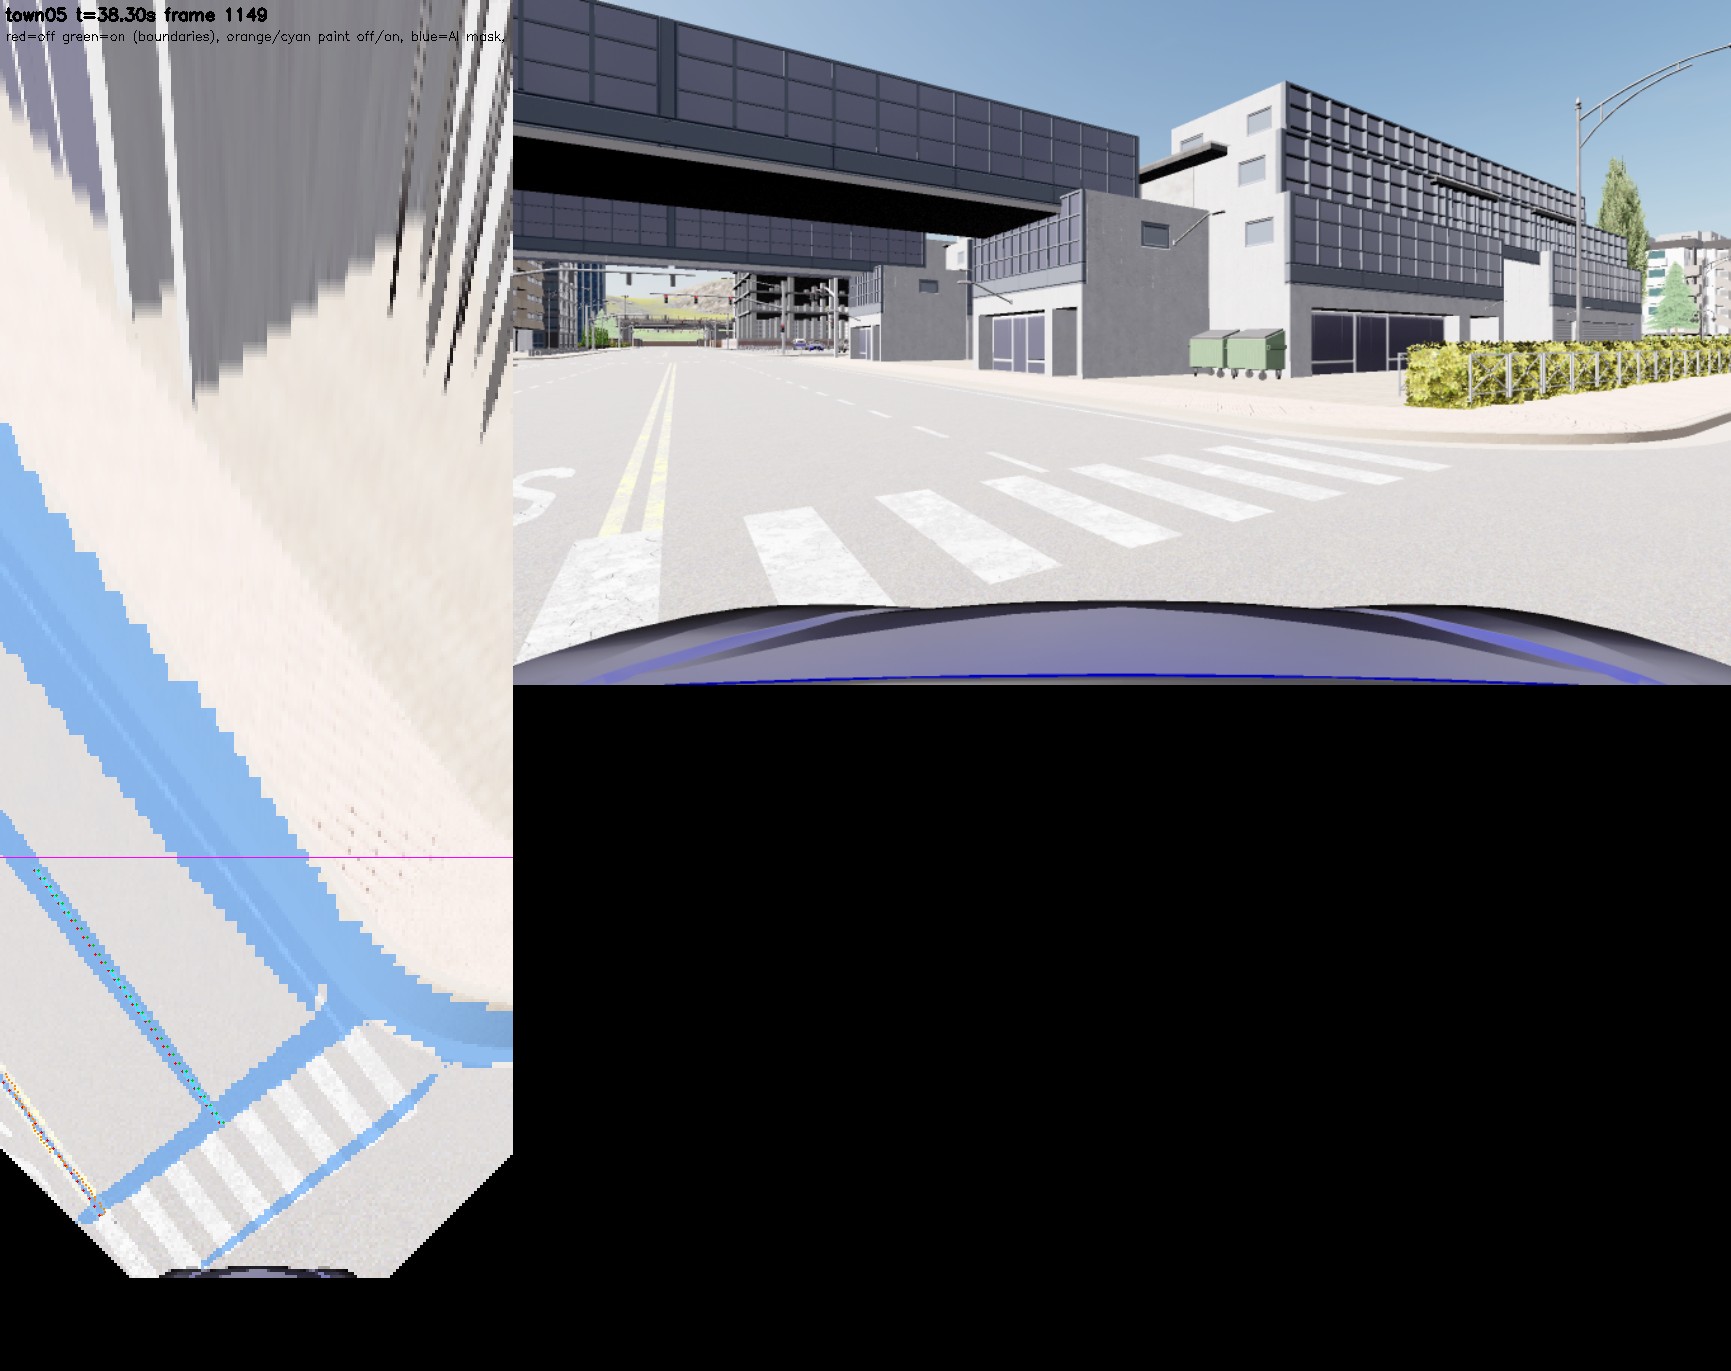 town05 t=38.30s frame 1149
red=off green=on (boundaries), orange/cyan paint off/on, blue=AI mask,
S